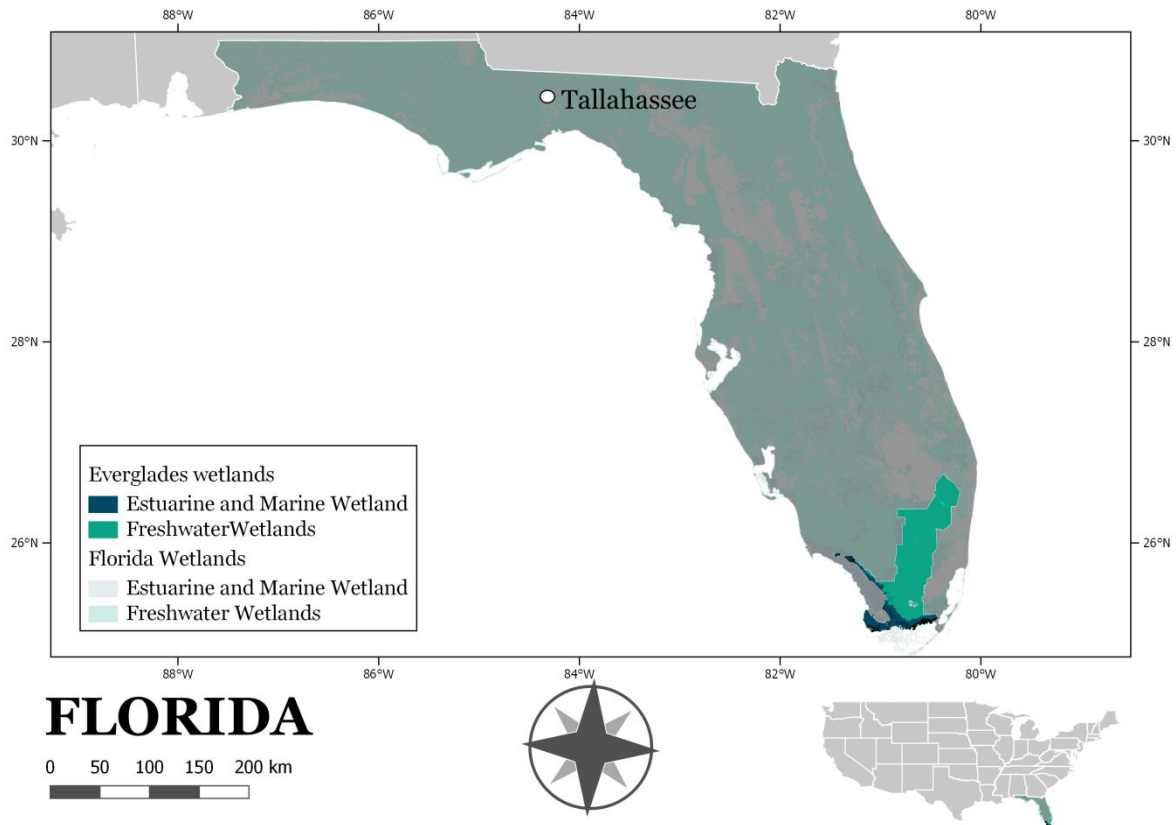 88°W 86°W 84°W 82°W 80°W
Tallahassee
30°N 30°N
28°N 28°N
26°N 26°N
Everglades wetlands
Estuarine and Marine Wetland
FreshwaterWetlands
Florida Wetlands
Estuarine and Marine Wetland
Freshwater Wetlands
88°W 86°W 84°W 82°W 80°W
FLORIDA
0 50 100 150 200 km